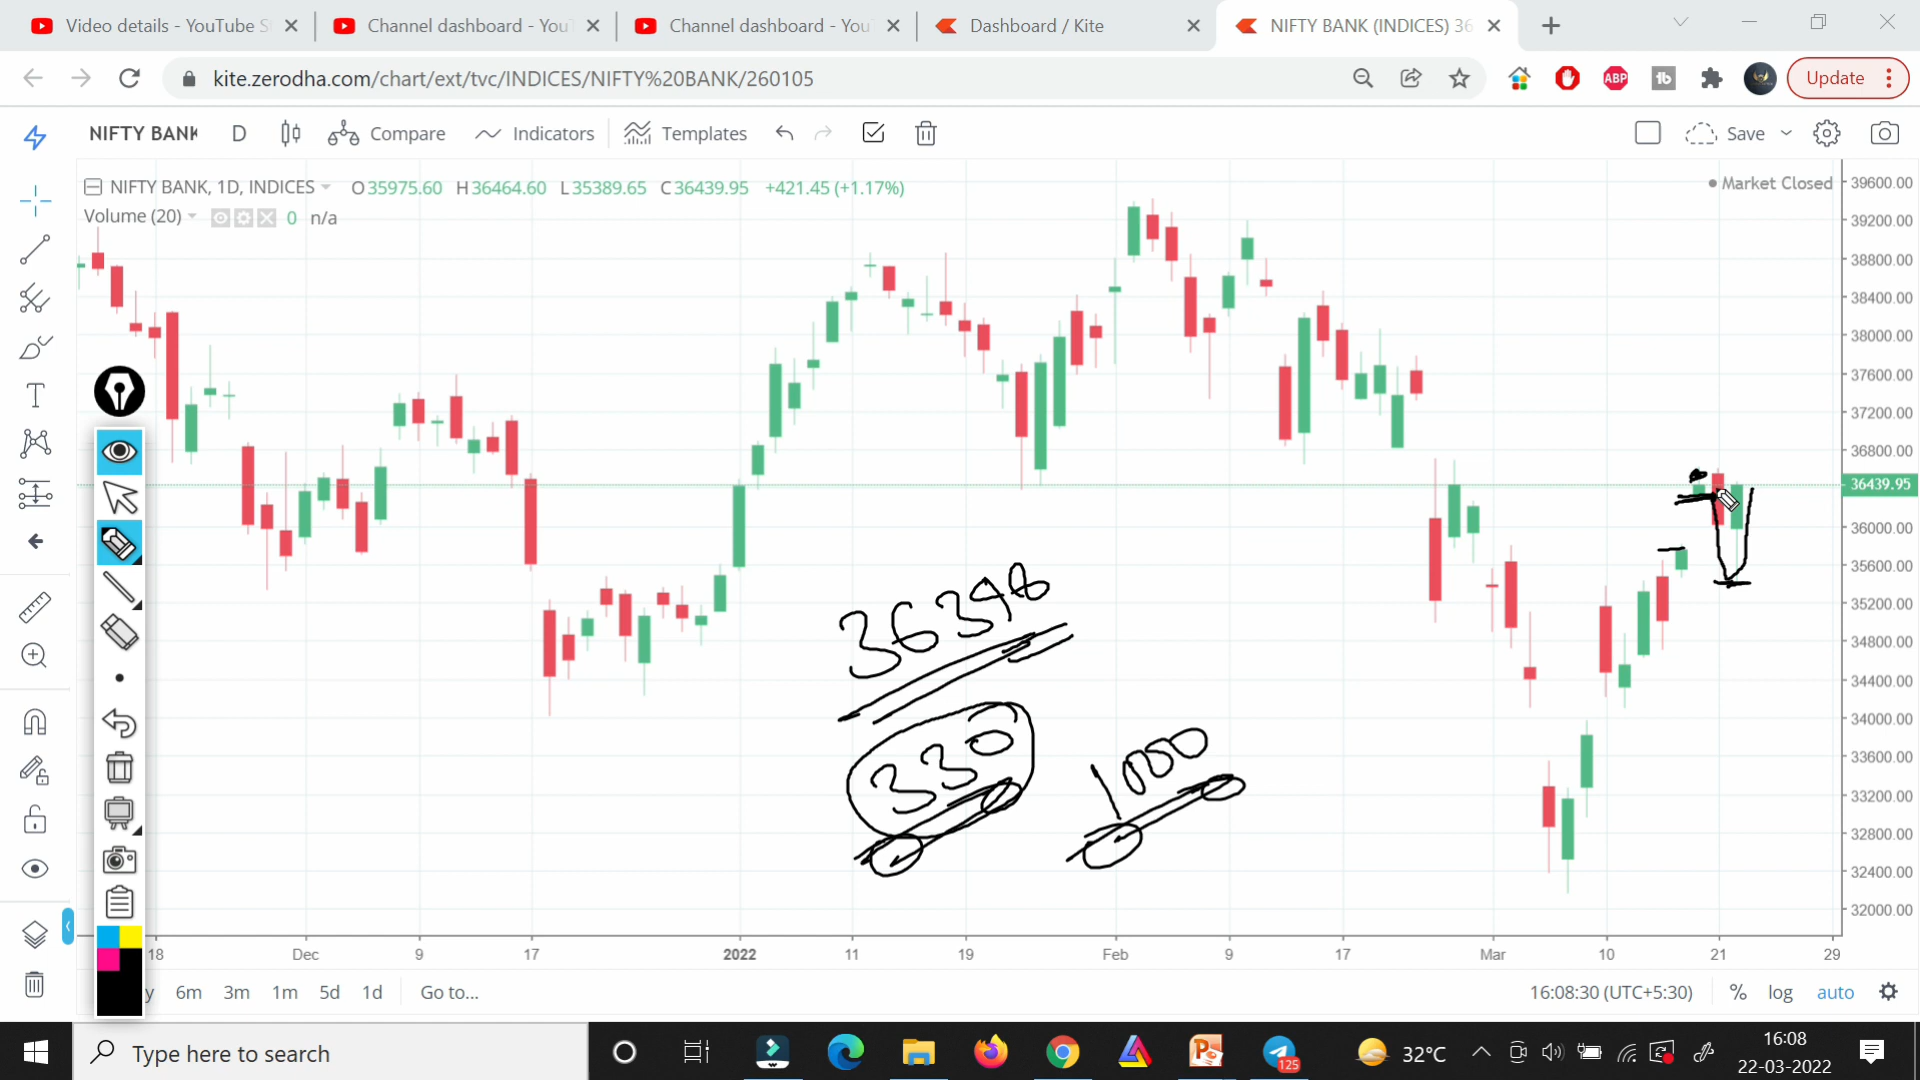 Video details - YouTube S
Channel dashboard - You
Channel dashboard - You
Dashboard / Kite
NIFTY BANK (INDICES) 36
kite.zerodha.com/chart/ext/tvc/INDICES/NIFTY%20BANK/260105
ABP
tb
Update
NIFTY BANK
D
Compare
Indicators
Templates
Save
NIFTY BANK, 1D, INDICES
O35975.60 H36464.60 L35389.65 C36439.95 +421.45 (+1.17%)
Market Closed
Volume (20)
0 n/a
39600.00
39200.00
38800.00
38400.00
38000.00
37600.00
37200.00
36800.00
36439.95
36000.00
35600.00
35200.00
34800.00
34400.00
34000.00
33600.00
33200.00
32800.00
32400.00
32000.00
36398
330
1000
18 Dec 9 17 2022 11 19 Feb 9 17 Mar 10 21 29
y 6m 3m 1m 5d 1d Go to...
16:08:30 (UTC+5:30) % log auto
Type here to search
125
32°C
16:08
22-03-2022